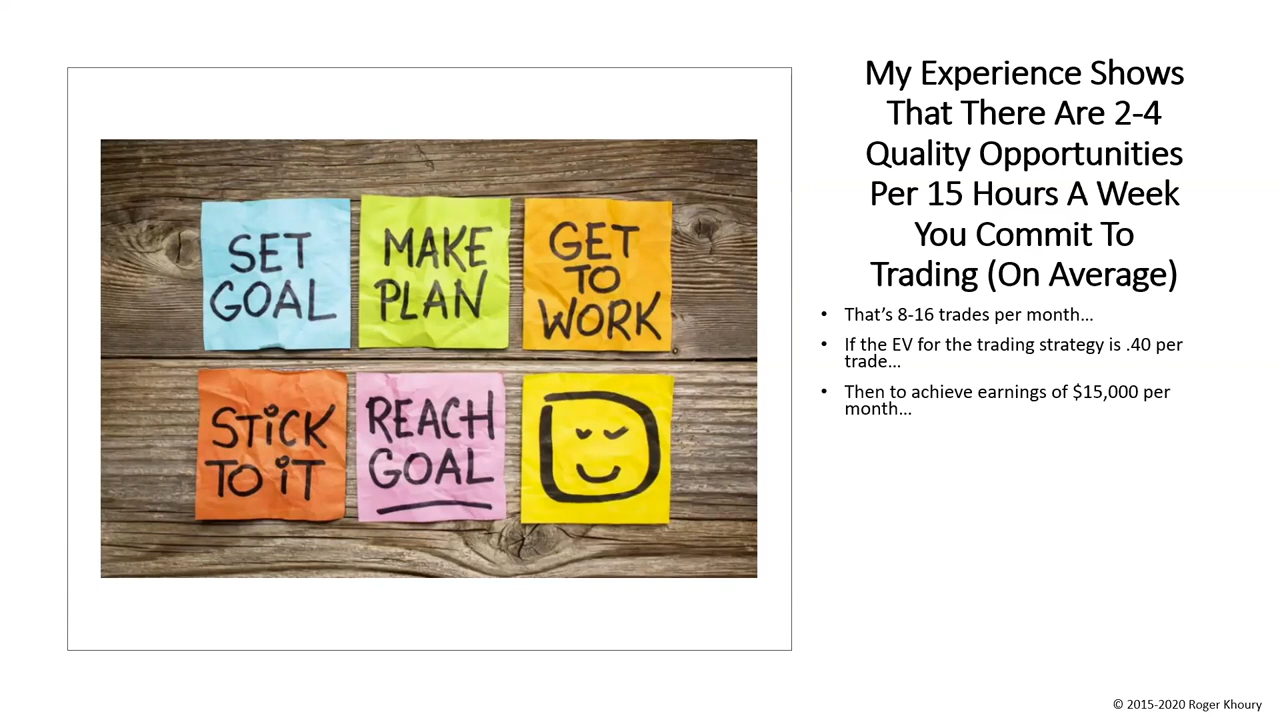 My Experience Shows
That There Are 2-4
Quality Opportunities
Per 15 Hours A Week
You Commit To
Trading (On Average)
• That's 8-16 trades per month...
• If the EV for the trading strategy is .40 per
trade...
• Then to achieve earnings of $15,000 per
month...
SET
GOAL
MAKE
PLAN
GET
TO
WORK
STiCK
TO iT
REACH
GOAL
© 2015-2020 Roger Khoury